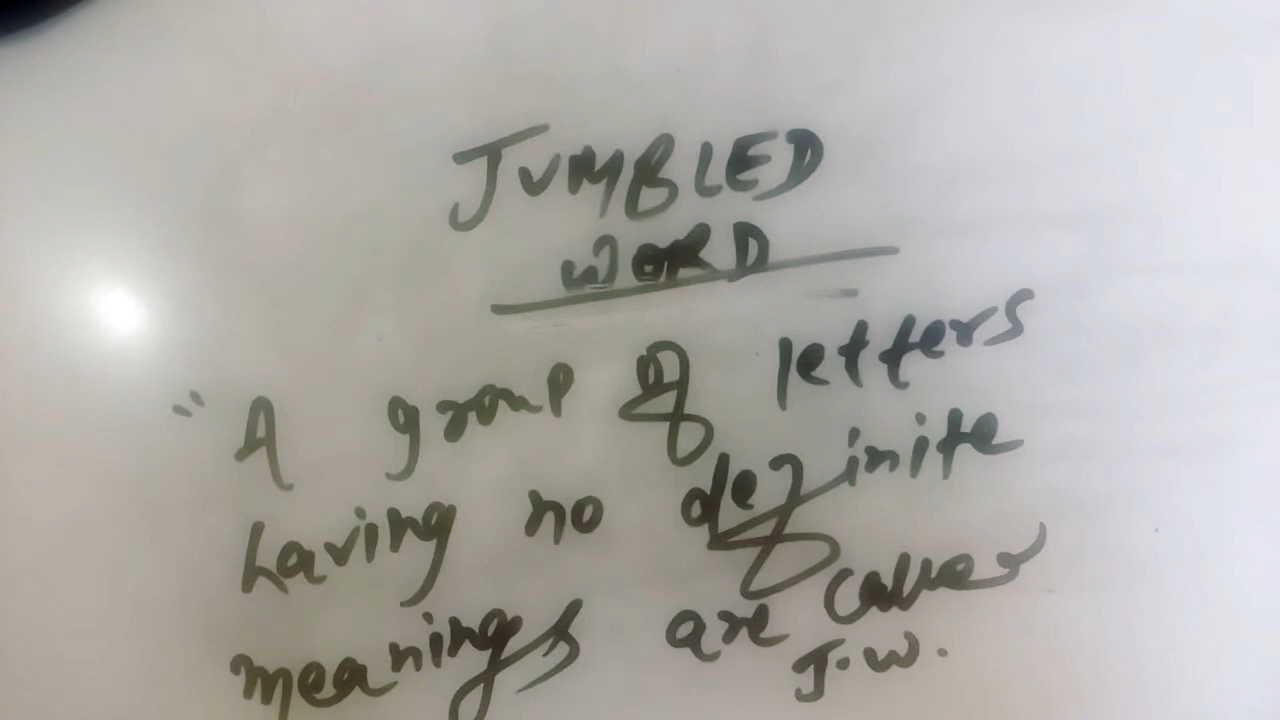 JUMBLED
WORD
" A group of letters
having no definite
meanings are called
J.W.